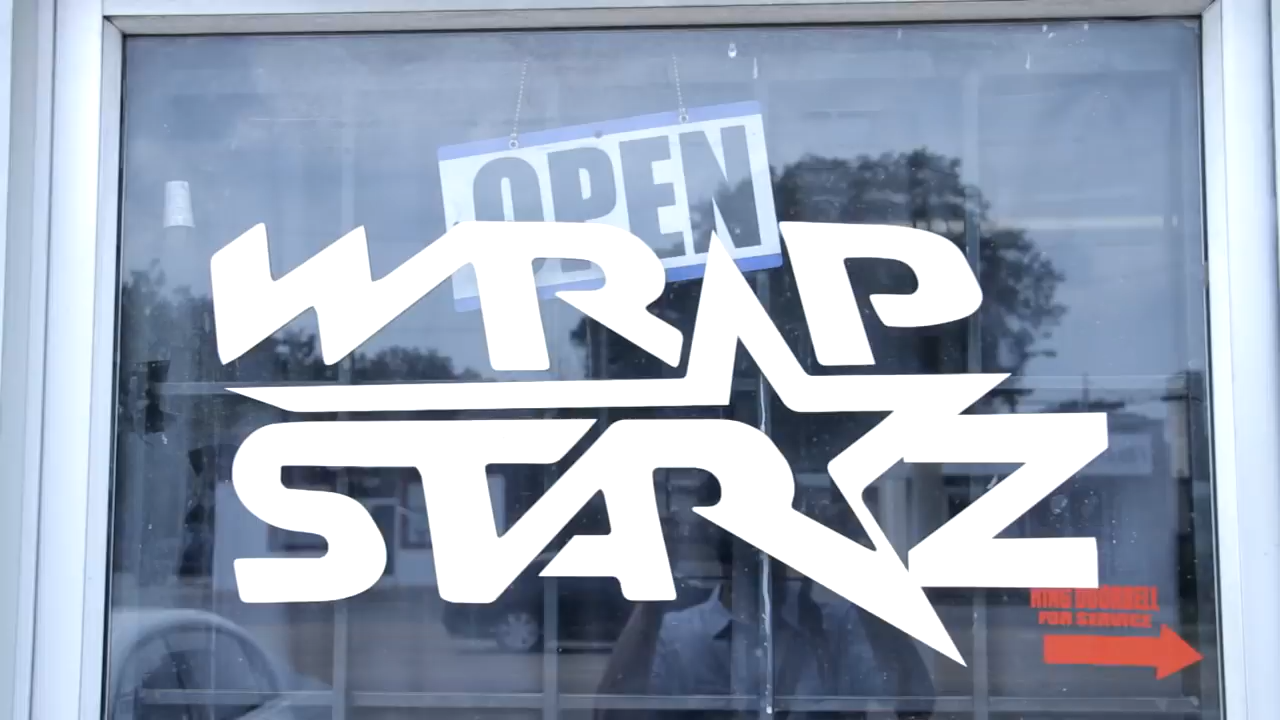 OPEN
WRAP
STARZ
RING DOORBELL
FOR SERVICE